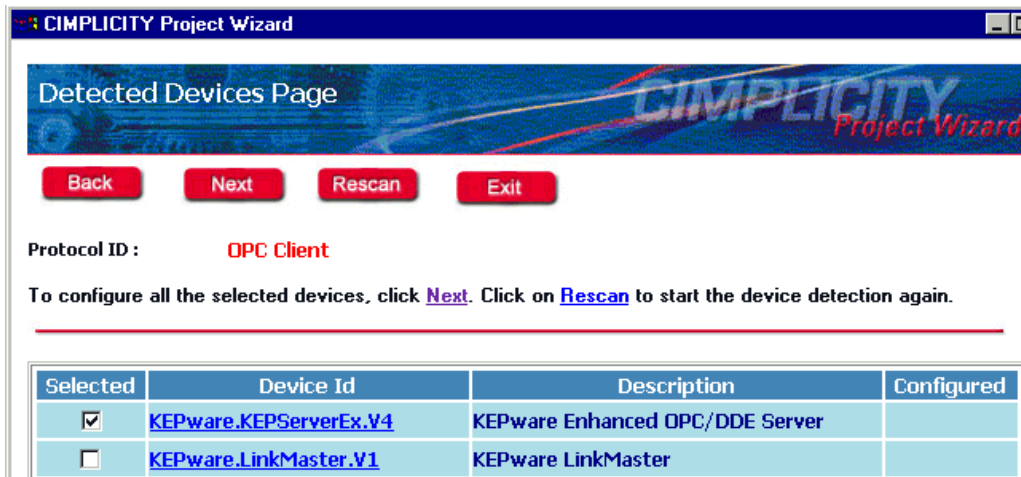 CIMPLICITY Project Wizard
Detected Devices Page
CIMPLICITY
Project Wizard
Back Next Rescan Exit
Protocol ID : OPC Client
To configure all the selected devices, click Next. Click on Rescan to start the device detection again.
Selected Device Id Description Configured
KEPware.KEPServerEx.V4 KEPware Enhanced OPC/DDE Server
KEPware.LinkMaster.V1 KEPware LinkMaster